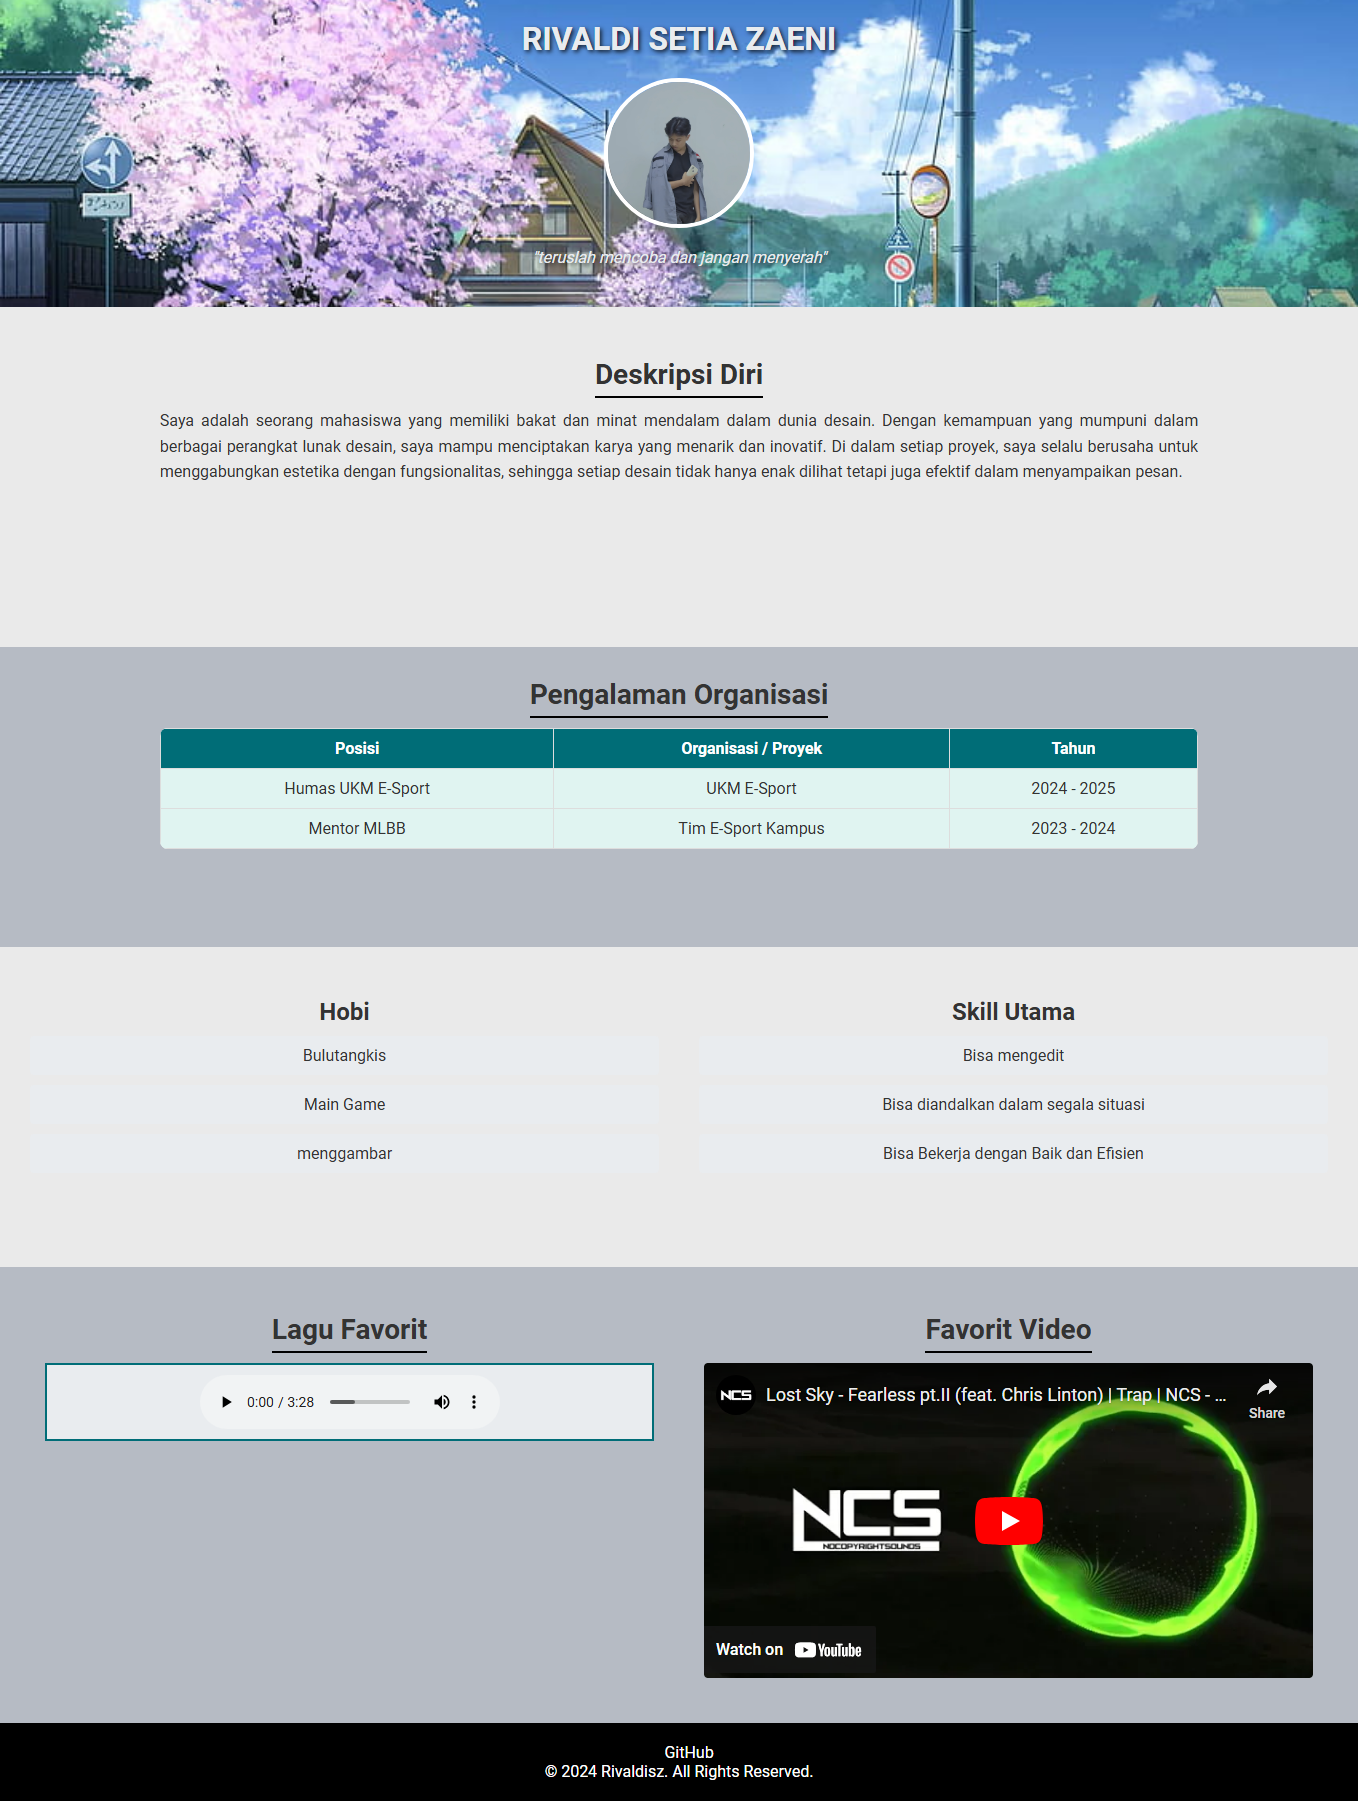 RIVALDI SETIA ZAENI
"teruslah mencoba dan jangan menyerah"
Deskripsi Diri
Saya adalah seorang mahasiswa yang memiliki bakat dan minat mendalam dalam dunia desain. Dengan kemampuan yang mumpuni dalam
berbagai perangkat lunak desain, saya mampu menciptakan karya yang menarik dan inovatif. Di dalam setiap proyek, saya selalu berusaha untuk
menggabungkan estetika dengan fungsionalitas, sehingga setiap desain tidak hanya enak dilihat tetapi juga efektif dalam menyampaikan pesan.
Pengalaman Organisasi
Posisi Organisasi / Proyek Tahun
Humas UKM E-Sport UKM E-Sport 2024 - 2025
Mentor MLBB Tim E-Sport Kampus 2023 - 2024
Hobi
Bulutangkis
Main Game
menggambar
Skill Utama
Bisa mengedit
Bisa diandalkan dalam segala situasi
Bisa Bekerja dengan Baik dan Efisien
Lagu Favorit
0:00 / 3:28
Favorit Video
NCS
Lost Sky - Fearless pt.II (feat. Chris Linton) | Trap | NCS - ...
Share
NCS
NOCOPYRIGHTSOUNDS
Watch on YouTube
GitHub
© 2024 Rivaldisz. All Rights Reserved.